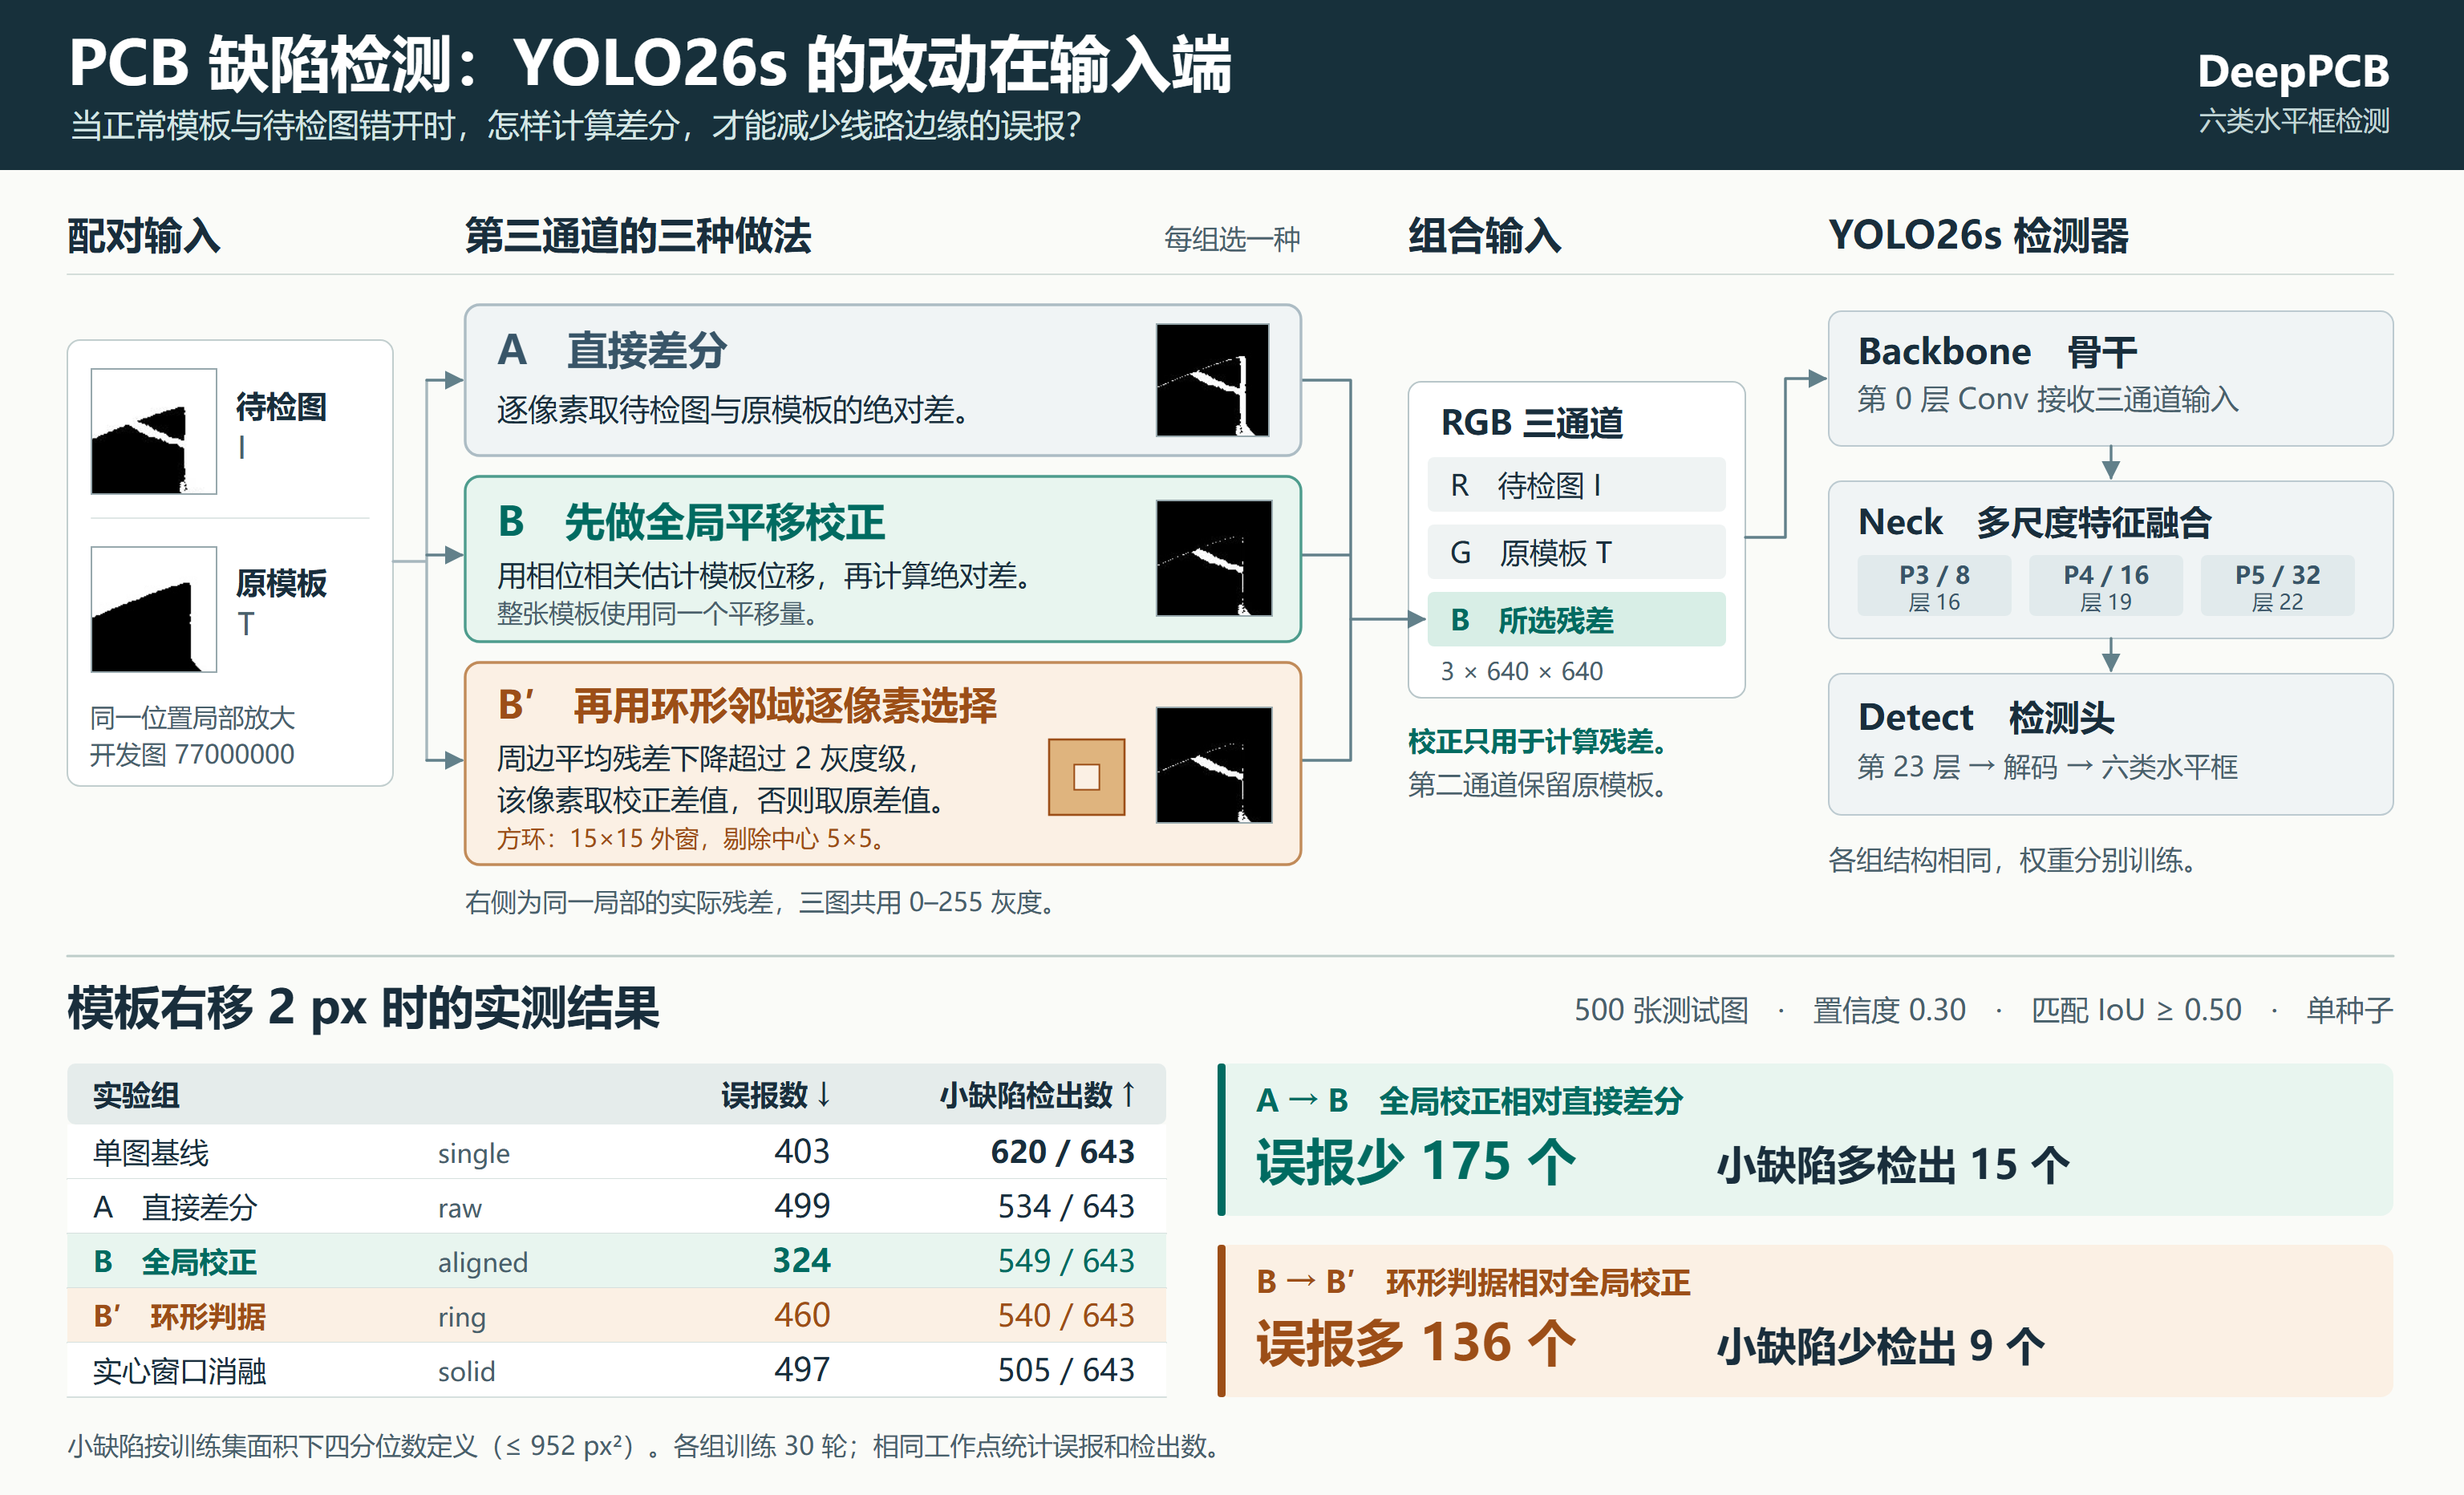 PCB 缺陷检测：YOLO26s 的改动在输入端
当正常模板与待检图错开时，怎样计算差分，才能减少线路边缘的误报？
DeepPCB
六类水平框检测
配对输入
待检图
I
原模板
T
同一位置局部放大
开发图 77000000
第三通道的三种做法
每组选一种
A 直接差分
逐像素取待检图与原模板的绝对差。
B 先做全局平移校正
用相位相关估计模板位移，再计算绝对差。
整张模板使用同一个平移量。
B′ 再用环形邻域逐像素选择
周边平均残差下降超过 2 灰度级，
该像素取校正差值，否则取原差值。
方环：15×15 外窗，剔除中心 5×5。
右侧为同一局部的实际残差，三图共用 0–255 灰度。
组合输入
RGB 三通道
R 待检图 I
G 原模板 T
B 所选残差
3 × 640 × 640
校正只用于计算残差。
第二通道保留原模板。
YOLO26s 检测器
Backbone 骨干
第 0 层 Conv 接收三通道输入
Neck 多尺度特征融合
P3 / 8
层 16
P4 / 16
层 19
P5 / 32
层 22
Detect 检测头
第 23 层 → 解码 → 六类水平框
各组结构相同，权重分别训练。
模板右移 2 px 时的实测结果
500 张测试图 · 置信度 0.30 · 匹配 IoU ≥ 0.50 · 单种子
实验组 误报数 ↓ 小缺陷检出数 ↑
单图基线 single 403 620 / 643
A 直接差分 raw 499 534 / 643
B 全局校正 aligned 324 549 / 643
B′ 环形判据 ring 460 540 / 643
实心窗口消融 solid 497 505 / 643
A → B 全局校正相对直接差分
误报少 175 个 小缺陷多检出 15 个
B → B′ 环形判据相对全局校正
误报多 136 个 小缺陷少检出 9 个
小缺陷按训练集面积下四分位数定义（≤ 952 px²）。各组训练 30 轮；相同工作点统计误报和检出数。